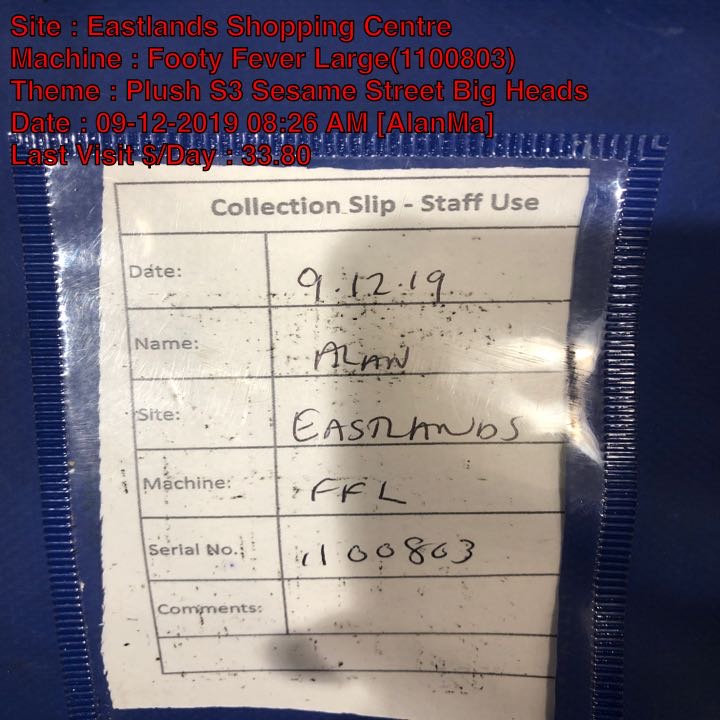 Site : Eastlands Shopping Centre
Machine : Footy Fever Large(1100803)
Theme : Plush S3 Sesame Street Big Heads
Date : 09-12-2019 08:26 AM [AlanMa]
Last Visit $/Day : 33.80
Collection Slip - Staff Use
Date: 9.12.19
Name: ALAN
Site: EASTLANDS
Machine: FFL
Serial No.: 1100803
Comments: